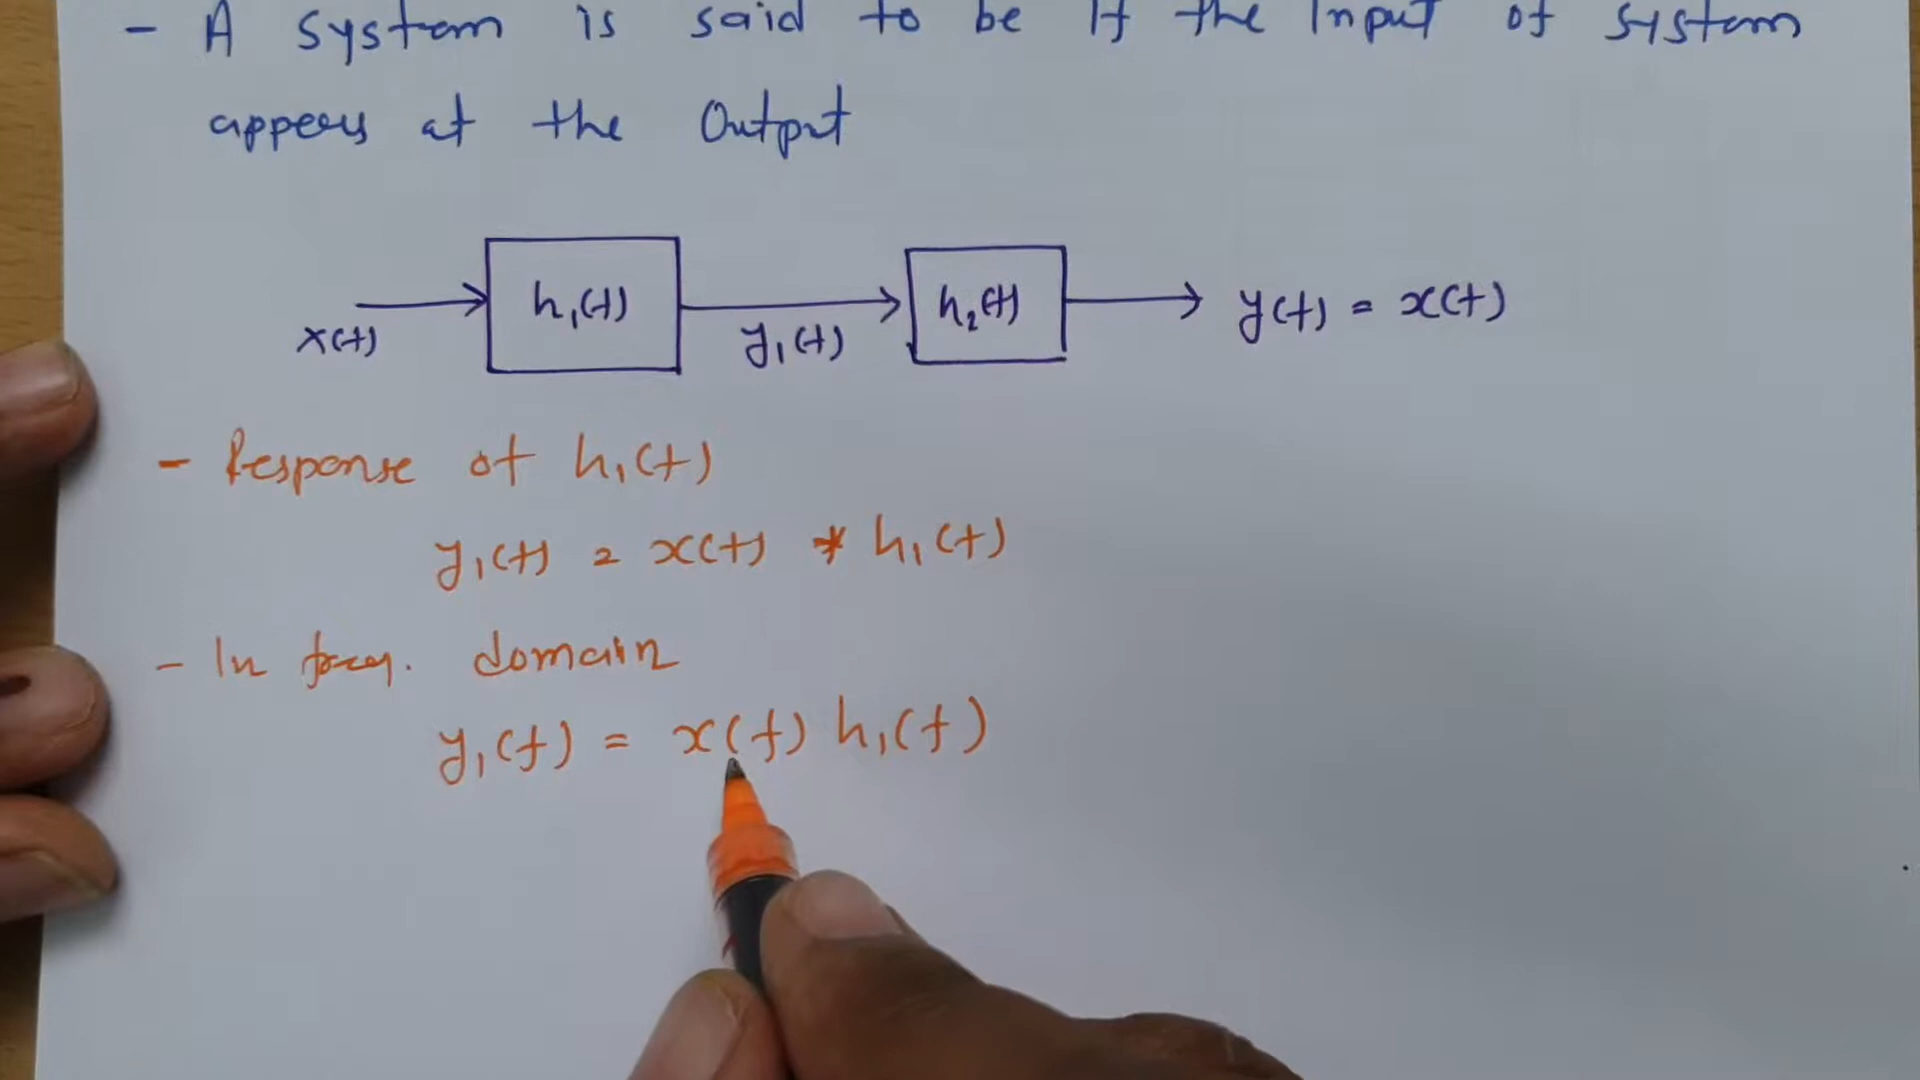 - A system is said to be If the Input of system
appears at the Output
x(t) h₁(t) y₁(t) h₂(t) y(t) = x(t)
- Response of h₁(t)
y₁(t) = x(t) * h₁(t)
- In freq. domain
y₁(f) = x(f) h₁(f)